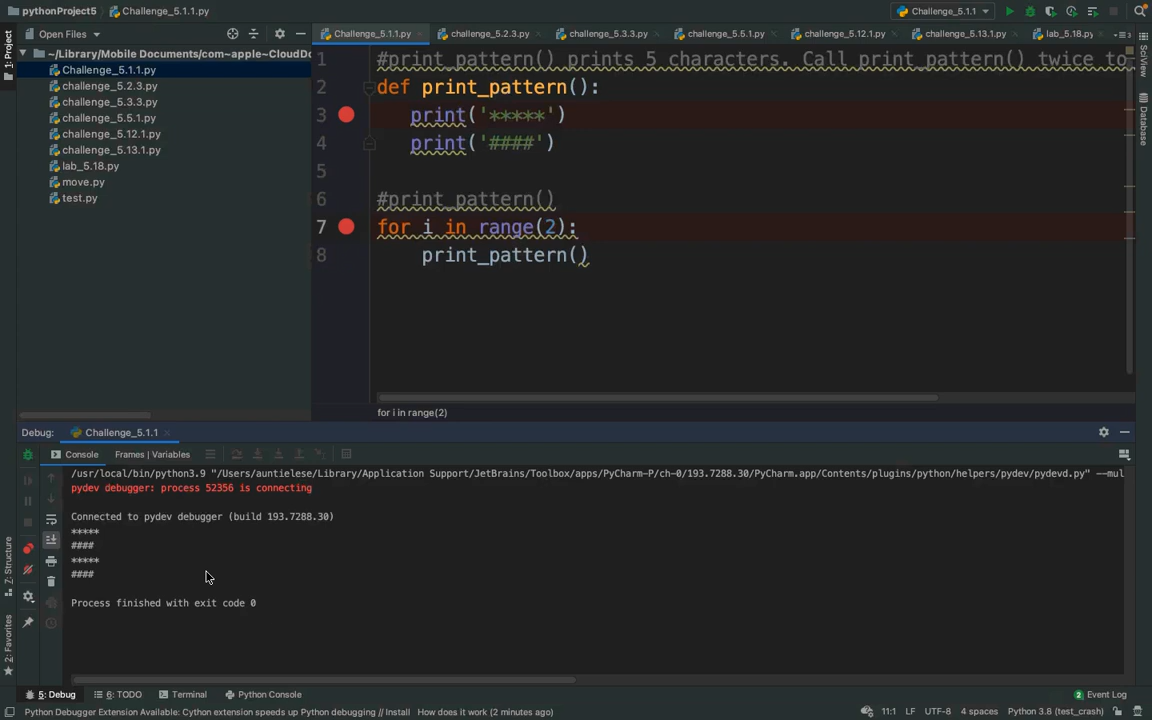 pythonProject5 Challenge_5.1.1.py Challenge_5.1.1
Open Files Challenge_5.1.1.py challenge_5.2.3.py challenge_5.3.3.py challenge_5.5.1.py challenge_5.12.1.py challenge_5.13.1.py lab_5.18.py
1: Project
~/Library/Mobile Documents/com~apple~CloudDo
Challenge_5.1.1.py
challenge_5.2.3.py
challenge_5.3.3.py
challenge_5.5.1.py
challenge_5.12.1.py
challenge_5.13.1.py
lab_5.18.py
move.py
test.py
1 #print_pattern() prints 5 characters. Call print_pattern() twice to
2 def print_pattern():
3 print('*****')
4 print('####')
5
6 #print_pattern()
7 for i in range(2):
8 print_pattern()
for i in range(2)
SciView
Database
Debug: Challenge_5.1.1
Console Frames | Variables
/usr/local/bin/python3.9 "/Users/auntielese/Library/Application Support/JetBrains/Toolbox/apps/PyCharm-P/ch-0/193.7288.30/PyCharm.app/Contents/plugins/python/helpers/pydev/pydevd.py" --mul
pydev debugger: process 52356 is connecting
Connected to pydev debugger (build 193.7288.30)
*****
####
*****
####
Process finished with exit code 0
7: Structure
2: Favorites
5: Debug 6: TODO Terminal Python Console 2 Event Log
Python Debugger Extension Available: Cython extension speeds up Python debugging // Install How does it work (2 minutes ago) 11:1 LF UTF-8 4 spaces Python 3.8 (test_crash)